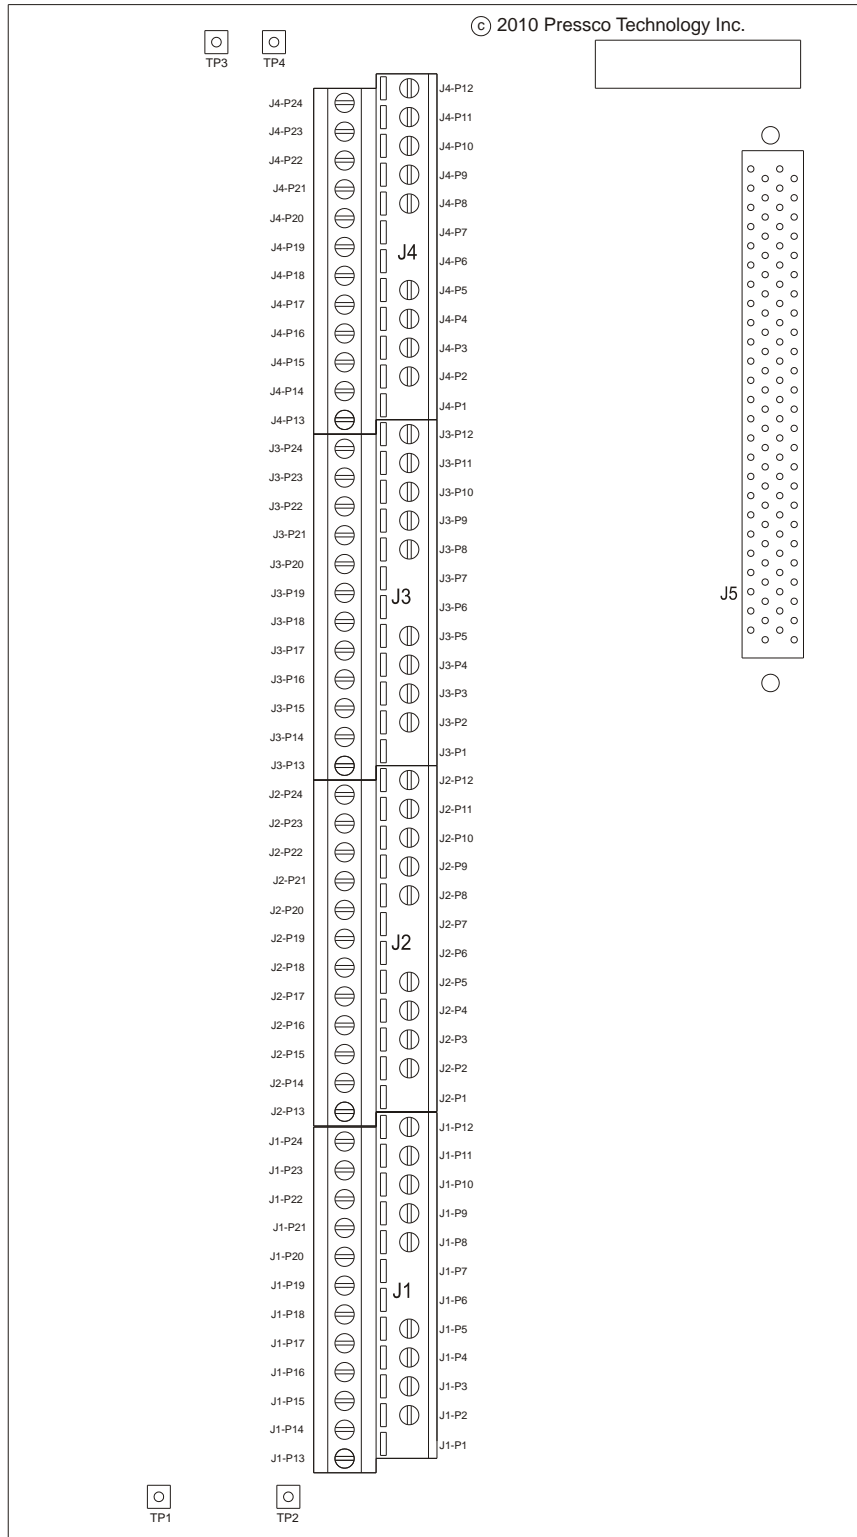 © 2010 Pressco Technology Inc.
TP3 TP4
J4-P12
J4-P24
J4-P11
J4-P23
J4-P10
J4-P22
J4-P9
J4-P21
J4-P8
J4-P20
J4-P7
J4-P19
J4
J4-P6
J4-P18
J4-P5
J4-P17
J4-P4
J4-P16
J4-P3
J4-P15
J4-P2
J4-P14
J4-P1
J4-P13
J3-P12
J3-P24
J3-P11
J3-P23
J3-P10
J3-P22
J3-P9
J3-P21
J3-P8
J3-P20
J3-P7
J3-P19
J5
J3
J3-P6
J3-P18
J3-P5
J3-P17
J3-P4
J3-P16
J3-P3
J3-P15
J3-P2
J3-P14
J3-P1
J3-P13
J2-P12
J2-P24
J2-P11
J2-P23
J2-P10
J2-P22
J2-P9
J2-P21
J2-P8
J2-P20
J2-P7
J2-P19
J2
J2-P6
J2-P18
J2-P5
J2-P17
J2-P4
J2-P16
J2-P3
J2-P15
J2-P2
J2-P14
J2-P1
J2-P13
J1-P12
J1-P24
J1-P11
J1-P23
J1-P10
J1-P22
J1-P9
J1-P21
J1-P8
J1-P20
J1-P7
J1-P19
J1
J1-P6
J1-P18
J1-P5
J1-P17
J1-P4
J1-P16
J1-P3
J1-P15
J1-P2
J1-P14
J1-P1
J1-P13
TP1 TP2